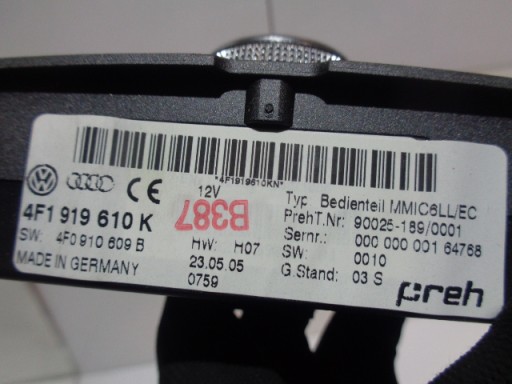 *4F1919610KN*
CE 12V
4F1 919 610 K
SW: 4F0 910 609 B
MADE IN GERMANY
B387
HW: H07
23.05.05
0759
Typ: Bedienteil MMIC6LL/EC
PrehT.Nr: 90025-189/0001
Sernr.: 000 000 001 64768
SW: 0010
G.Stand: 03 S
preh